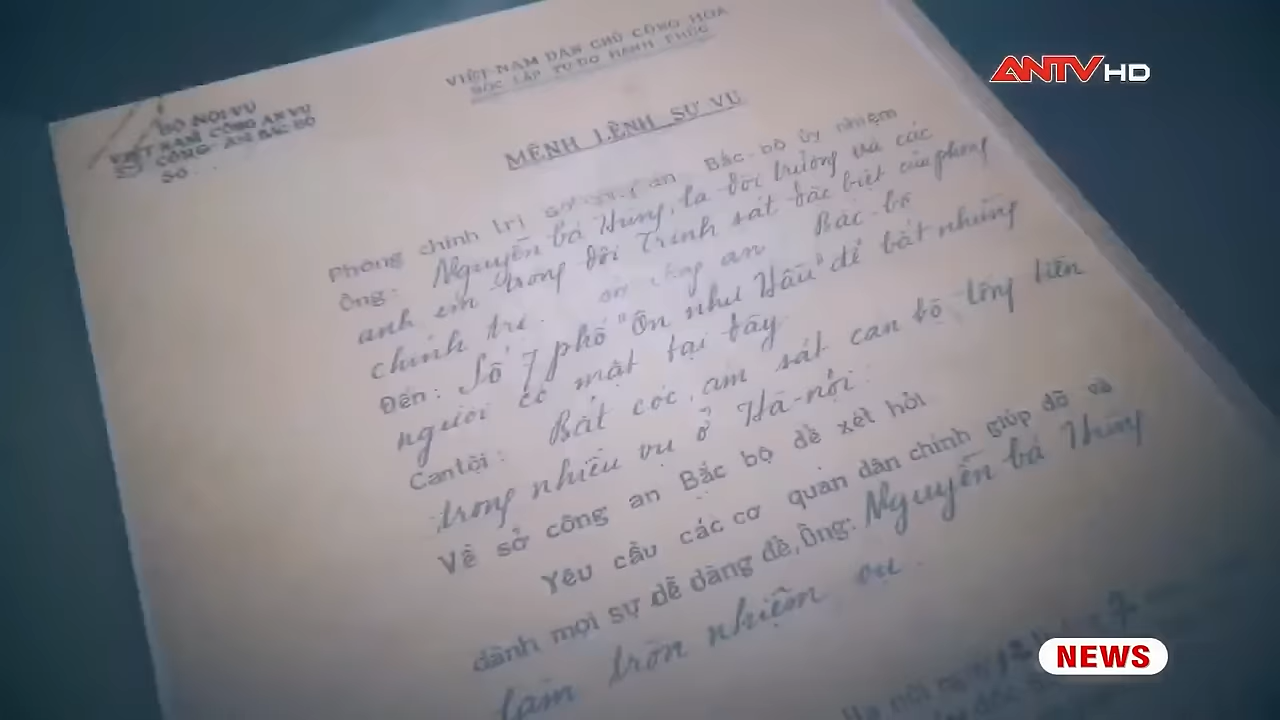 ANTV HD
VIỆT NAM DÂN CHỦ CỘNG HÒA
ĐỘC LẬP TỰ DO HẠNH PHÚC
BỘ NỘI VỤ
VIỆT NAM CÔNG AN VỤ
CÔNG-AN BẮC BỘ
SỐ
MỆNH LỆNH SỰ VỤ
Phòng chính trị an Bắc-bộ ủy nhiệm
Ông: Nguyễn bá Hùng, là đội trưởng và các
anh em trong đội Trinh sát đặc biệt của phòng
chính trị an Bắc-bộ
Đến: Số 7 phố "Ôn như Hầu" để bắt những
người có mặt tại đây
Can tội: Bắt cóc, ám sát cán bộ, tống tiền
trong nhiều vụ ở Hà-nội.
Về sở công an Bắc bộ để xét hỏi
Yêu cầu các cơ quan dân chính giúp đỡ và
dành mọi sự dễ dàng để, Ông: Nguyễn bá Hùng
làm tròn nhiệm vụ.
NEWS